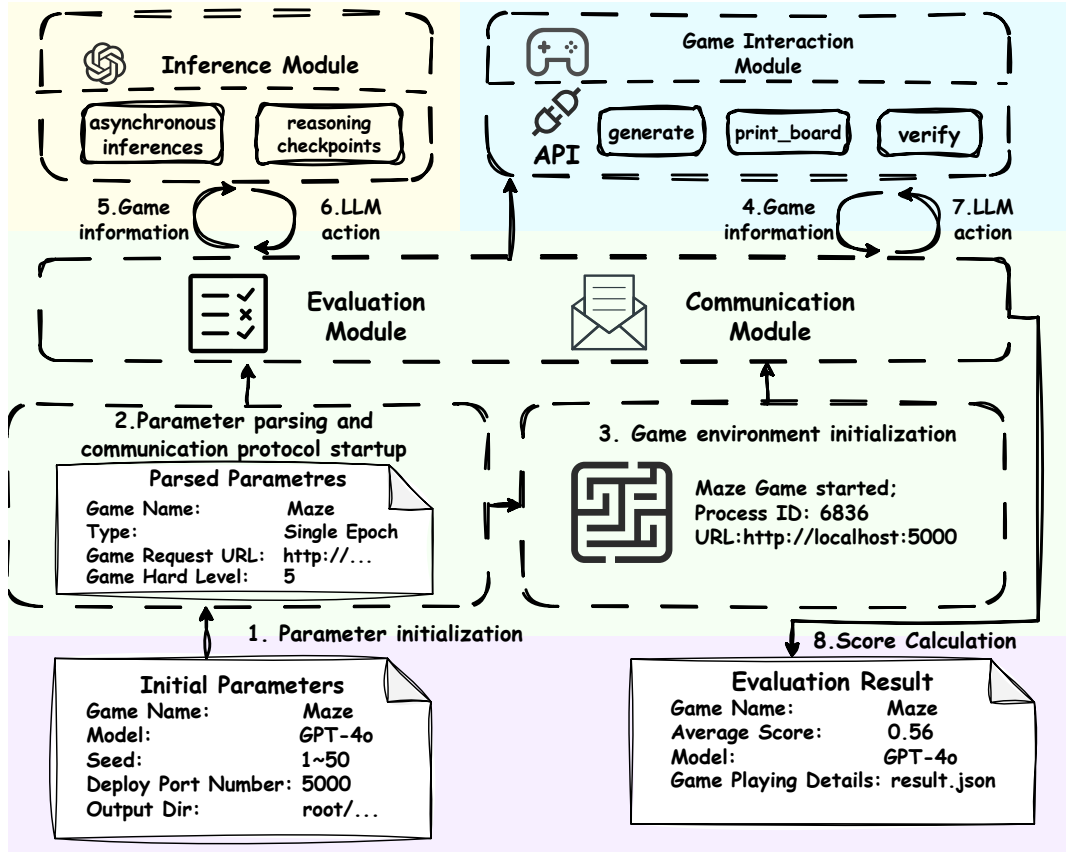 Inference Module
asynchronous
inferences
reasoning
checkpoints
Game Interaction
Module
API
generate
print_board
verify
5.Game
information
6.LLM
action
4.Game
information
7.LLM
action
Evaluation
Module
Communication
Module
2.Parameter parsing and
communication protocol startup
Parsed Parametres
Game Name: Maze
Type: Single Epoch
Game Request URL: http://...
Game Hard Level: 5
3. Game environment initialization
Maze Game started;
Process ID: 6836
URL:http://localhost:5000
1. Parameter initialization
8.Score Calculation
Initial Parameters
Game Name: Maze
Model: GPT-4o
Seed: 1~50
Deploy Port Number: 5000
Output Dir: root/...
Evaluation Result
Game Name: Maze
Average Score: 0.56
Model: GPT-4o
Game Playing Details: result.json